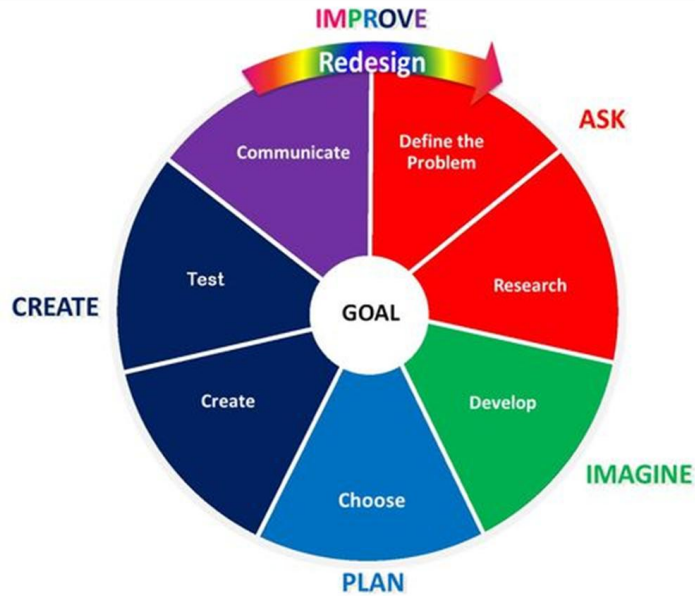 IMPROVE
Redesign
ASK
Define the
Problem
Communicate
Research
Test
CREATE
GOAL
Create
Develop
IMAGINE
Choose
PLAN